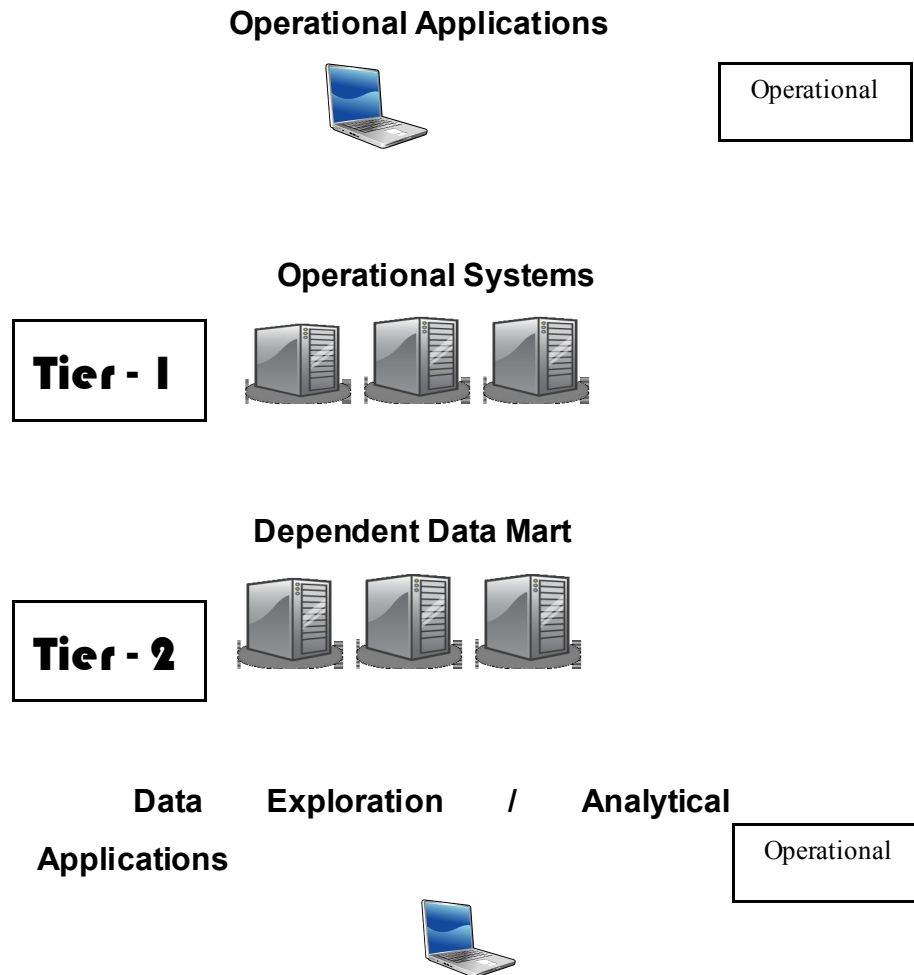 Operational Applications
Operational
Operational Systems
Tier - 1
Dependent Data Mart
Tier - 2
Data Exploration / Analytical
Applications
Operational